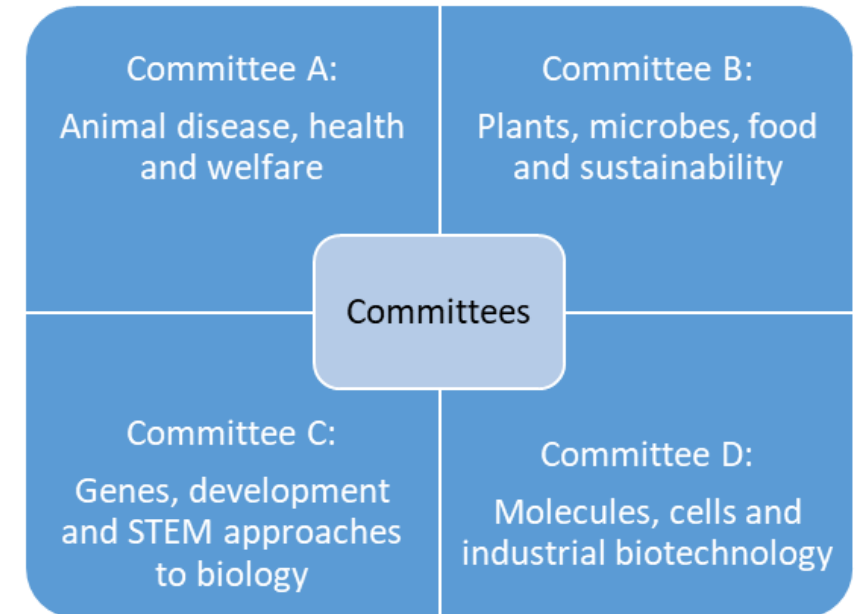 Committee A:
Animal disease, health
and welfare
Committee B:
Plants, microbes, food
and sustainability
Committees
Committee C:
Genes, development
and STEM approaches
to biology
Committee D:
Molecules, cells and
industrial biotechnology